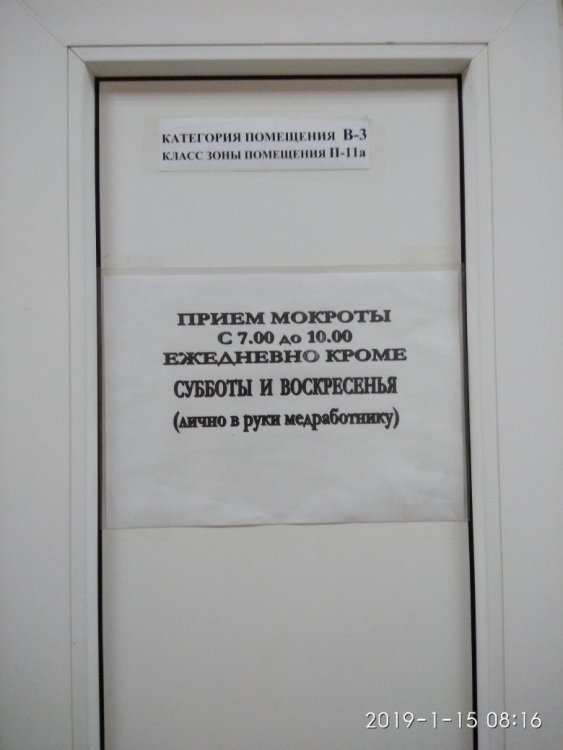 КАТЕГОРИЯ ПОМЕЩЕНИЯ В-3
КЛАСС ЗОНЫ ПОМЕЩЕНИЯ П-11а
ПРИЕМ МОКРОТЫ
С 7.00 до 10.00
ЕЖЕДНЕВНО КРОМЕ
СУББОТЫ И ВОСКРЕСЕНЬЯ
(лично в руки медработнику)
2019-1-15 08:16